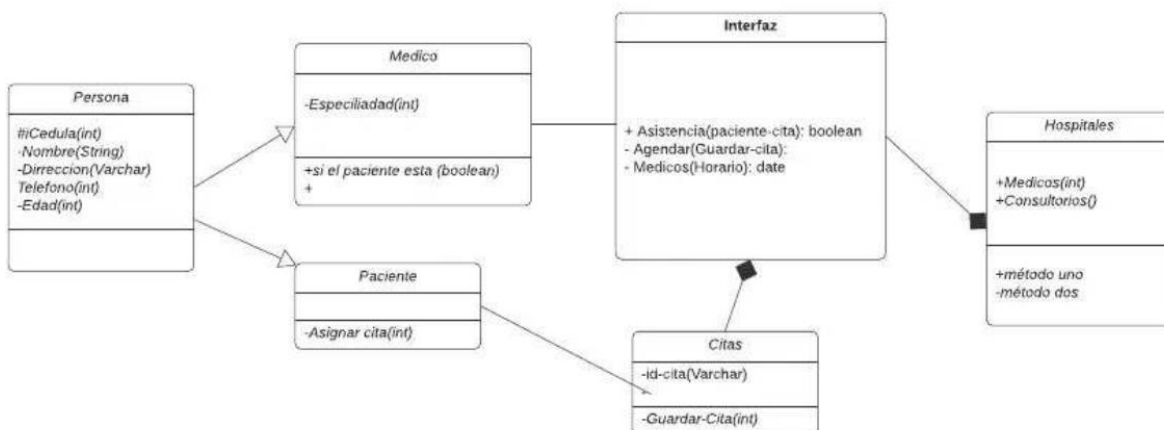 Persona
#iCedula(int)
-Nombre(String)
-Dirreccion(Varchar)
Telefono(int)
-Edad(int)
Medico
-Especiliadad(int)
+si el paciente esta (boolean)
+
Paciente
-Asignar cita(int)
Interfaz
+ Asistencia(paciente-cita): boolean
- Agendar(Guardar-cita):
- Medicos(Horario): date
Citas
-id-cita(Varchar)
-
-Guardar-Cita(int)
Hospitales
+Medicos(int)
+Consultorios()
+método uno
-método dos